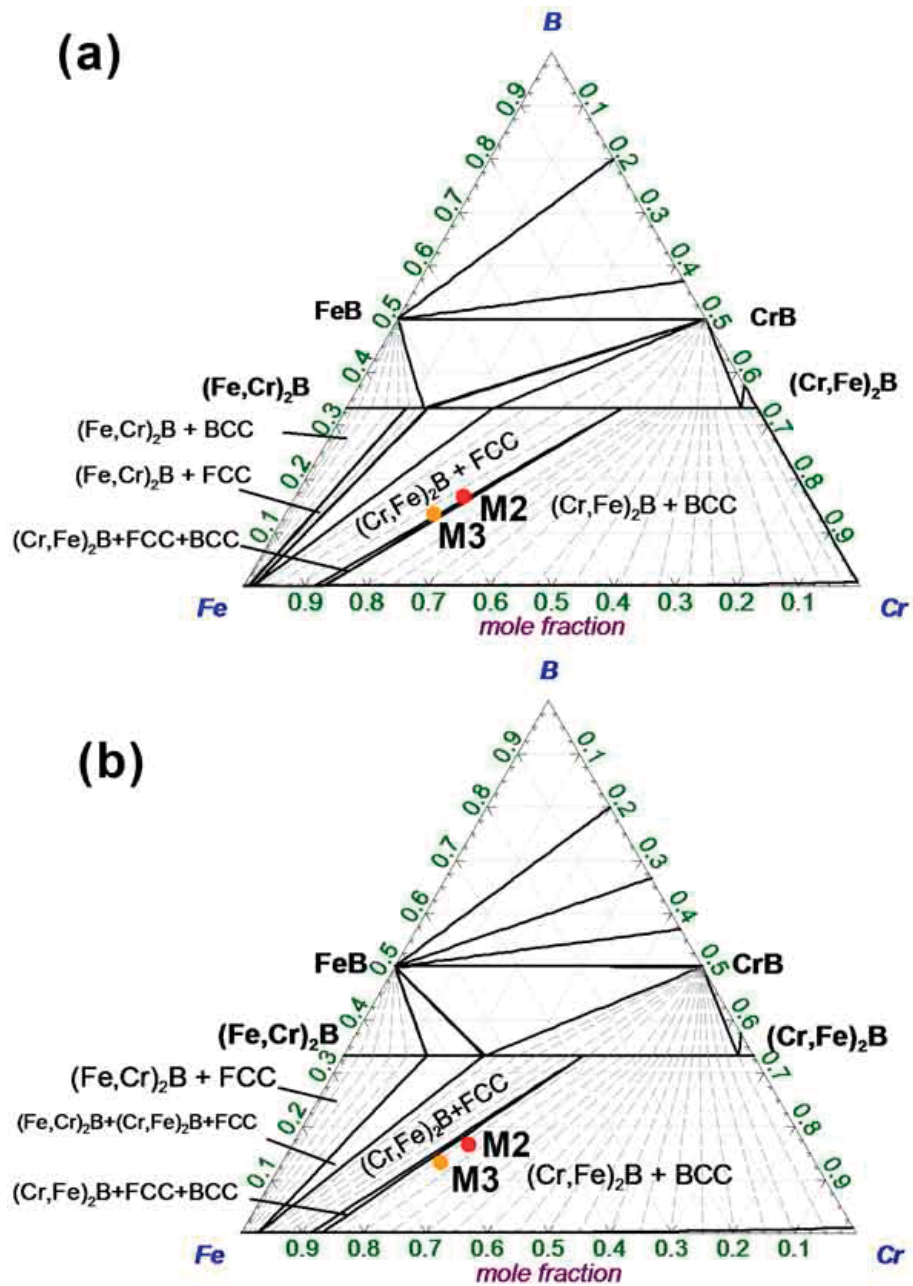 (a)
B
0.9
0.1
0.8
0.2
0.7
0.3
0.6
0.4
FeB
0.5
0.5
CrB
0.4
0.6
(Fe,Cr)₂B
(Cr,Fe)₂B
0.3
0.7
(Fe,Cr)₂B + BCC
0.2
0.8
(Fe,Cr)₂B + FCC
(Cr,Fe)₂B + FCC
M2
(Cr,Fe)₂B + BCC
M3
0.1
0.9
(Cr,Fe)₂B+FCC+BCC
Fe
0.9 0.8 0.7 0.6 0.5 0.4 0.3 0.2 0.1
Cr
mole fraction
(b)
B
0.9
0.1
0.8
0.2
0.7
0.3
0.6
0.4
FeB
0.5
0.5
CrB
0.4
0.6
(Fe,Cr)₂B
(Cr,Fe)₂B
0.3
0.7
(Fe,Cr)₂B + FCC
0.2
0.8
(Fe,Cr)₂B+(Cr,Fe)₂B+FCC
(Cr,Fe)₂B+FCC
M2
M3
(Cr,Fe)₂B + BCC
0.1
0.9
(Cr,Fe)₂B+FCC+BCC
Fe
0.9 0.8 0.7 0.6 0.5 0.4 0.3 0.2 0.1
Cr
mole fraction